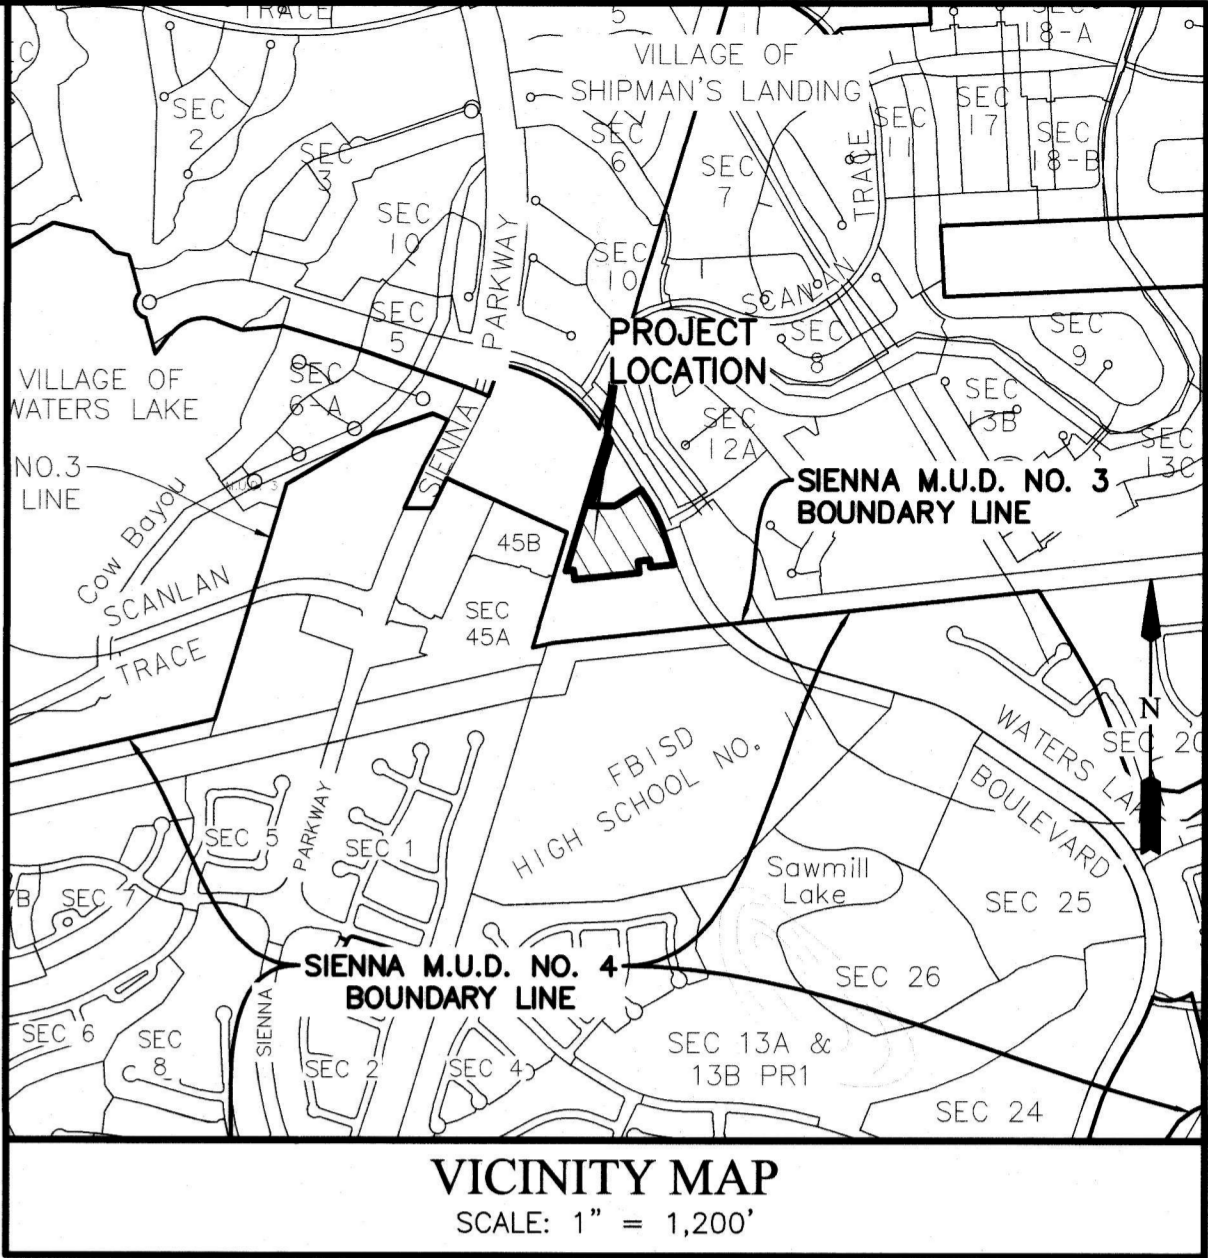 TRACE
5
SEC
18-A
VILLAGE OF
SHIPMAN'S LANDING
SEC
2
SEC
3
SEC
6
SEC
7
TRACE
SEC
11
SEC
17
SEC
18-B
SEC
10
PARKWAY
SEC
10
SCANLAN
SEC
5
PROJECT
LOCATION
SEC
8
SEC
9
VILLAGE OF
WATERS LAKE
SEC
6-A
SIENNA
SEC
12A
SEC
13B
SEC
13C
NO.3
LINE
SIENNA M.U.D. NO. 3
BOUNDARY LINE
Cow Bayou
45B
SCANLAN
TRACE
SEC
45A
N
WATERS LAKE
BOULEVARD
SEC 20
FBISD
HIGH SCHOOL NO.
SEC 5
PARKWAY
SEC 1
Sawmill
Lake
7B
SEC 7
SEC 25
SIENNA M.U.D. NO. 4
BOUNDARY LINE
SEC 26
SEC 6
SEC
8
SIENNA
SEC 2
SEC 4
SEC 13A &
13B PR1
SEC 24
VICINITY MAP
SCALE: 1" = 1,200'